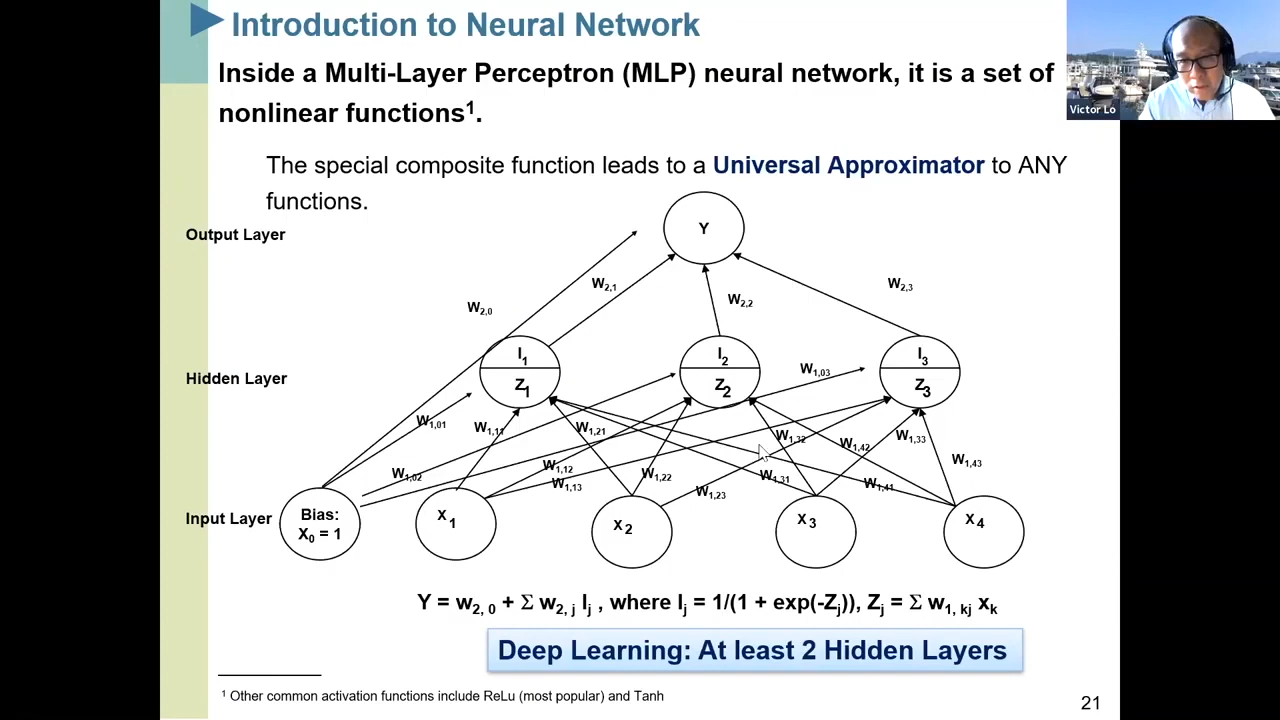 Introduction to Neural Network
Inside a Multi-Layer Perceptron (MLP) neural network, it is a set of
nonlinear functions¹.
Victor Lo
The special composite function leads to a Universal Approximator to ANY
functions.
Output Layer
Y
W2,0
W2,1
W2,2
W2,3
Hidden Layer
I1
Z1
I2
Z2
I3
Z3
W1,03
W1,01
W1,11
W1,21
W1,32
W1,42
W1,33
W1,02
W1,12
W1,13
W1,22
W1,23
W1,31
W1,41
W1,43
Input Layer
Bias:
X0 = 1
X1
X2
X3
X4
Y = w2, 0 + Σ w2, j Ij , where Ij = 1/(1 + exp(-Zj)), Zj = Σ w1, kj xk
Deep Learning: At least 2 Hidden Layers
¹ Other common activation functions include ReLu (most popular) and Tanh
21